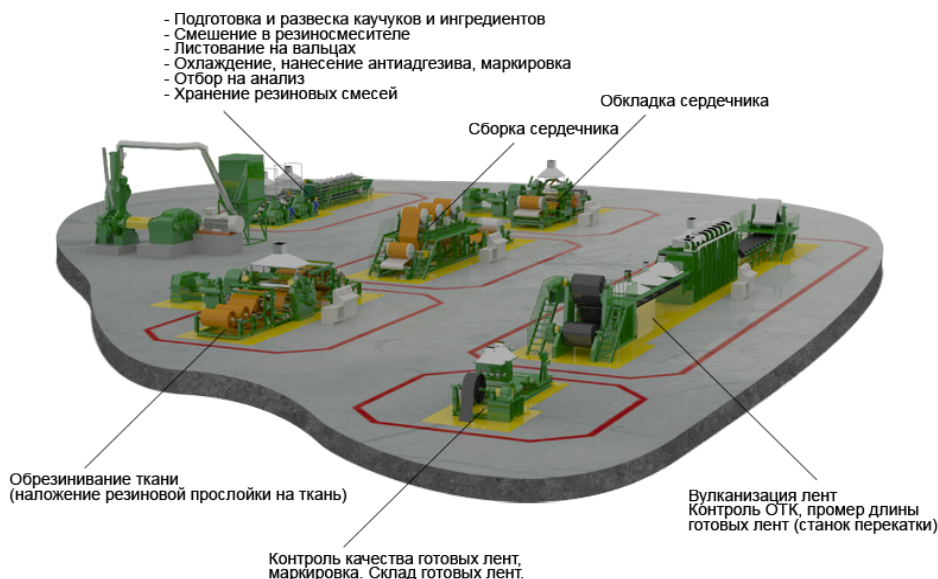 - Подготовка и развеска каучуков и ингредиентов
- Смешение в резиносмесителе
- Листование на вальцах
- Охлаждение, нанесение антиадгезива, маркировка
- Отбор на анализ
- Хранение резиновых смесей
Обкладка сердечника
Сборка сердечника
Обрезинивание ткани
(наложение резиновой прослойки на ткань)
Вулканизация лент
Контроль ОТК, промер длины
готовых лент (станок перекатки)
Контроль качества готовых лент,
маркировка. Склад готовых лент.